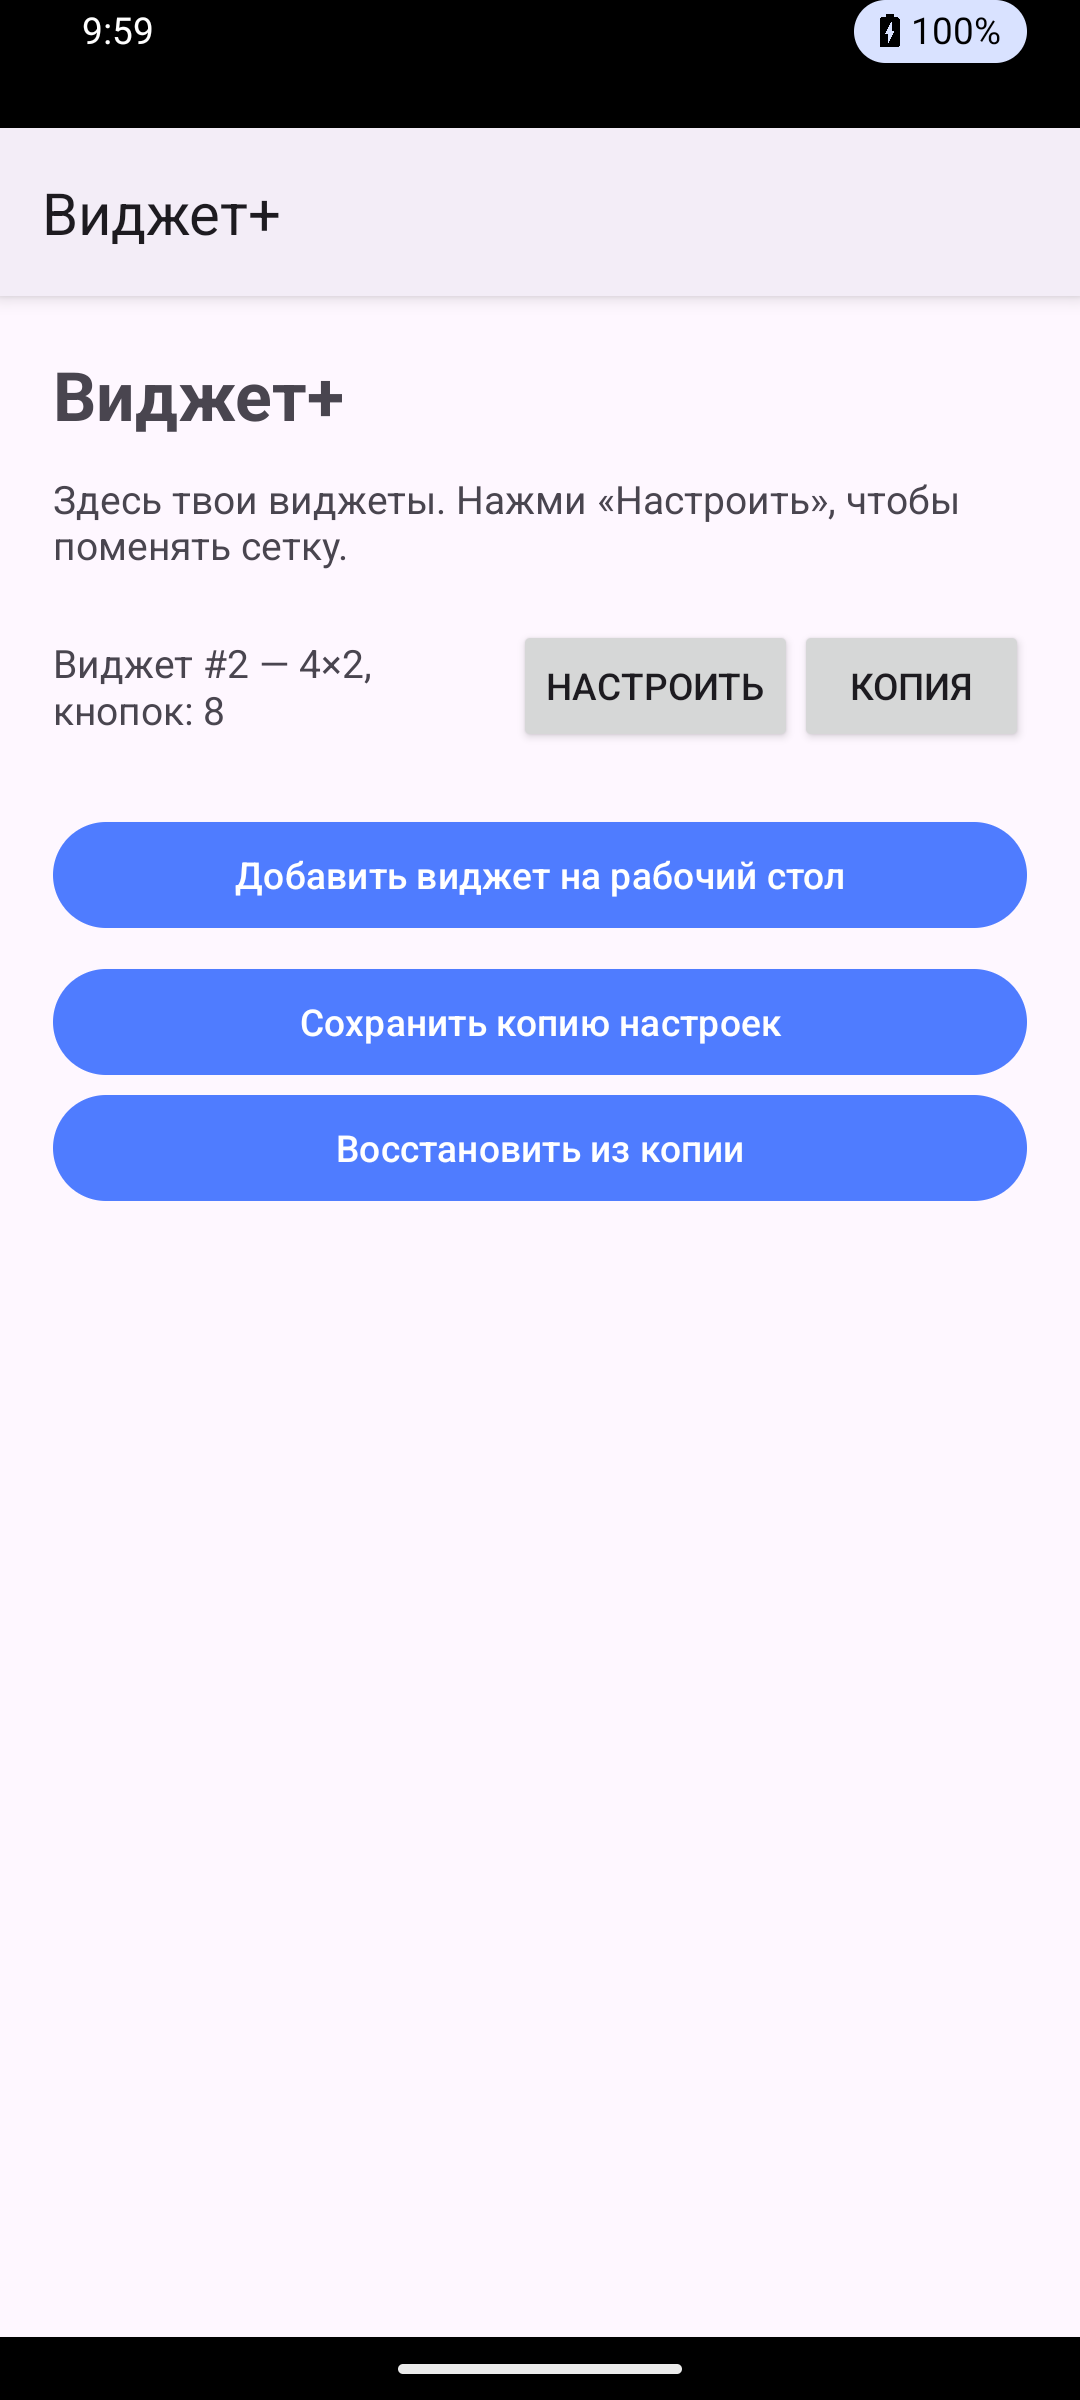 9:59
100%
Виджет+
Виджет+
Здесь твои виджеты. Нажми «Настроить», чтобы
поменять сетку.
Виджет #2 — 4×2,
кнопок: 8
НАСТРОИТЬ
КОПИЯ
Добавить виджет на рабочий стол
Сохранить копию настроек
Восстановить из копии